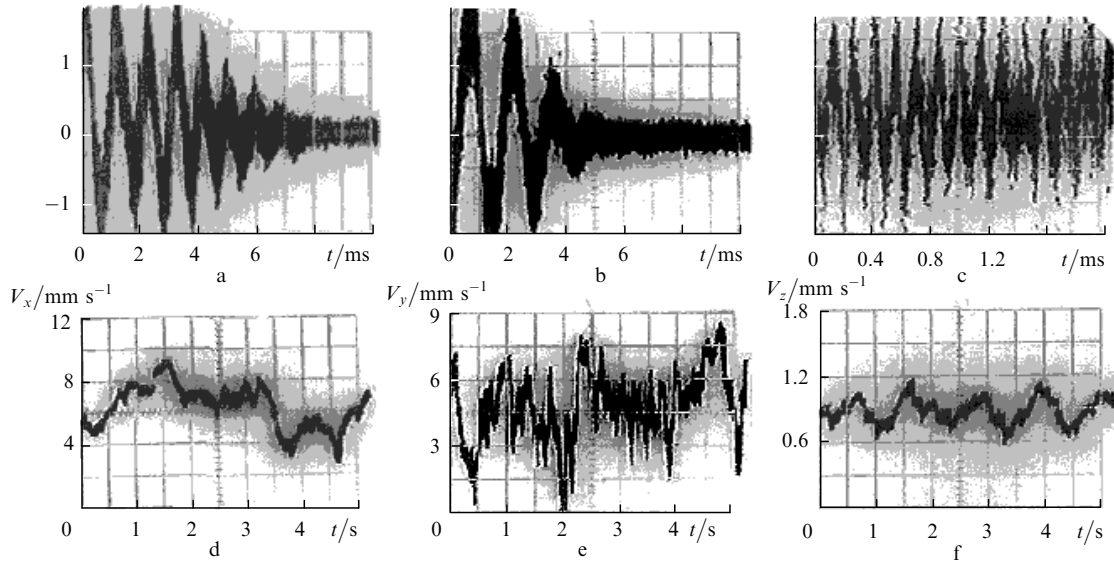 1
0
−1
0 2 4 6 t/ms
a
0 2 4 6 t/ms
b
0 0.4 0.8 1.2 t/ms
c
V_x/mm s⁻¹
12
8
4
0 1 2 3 4 t/s
d
V_y/mm s⁻¹
9
6
3
0 1 2 3 4 t/s
e
V_z/mm s⁻¹
1.8
1.2
0.6
0 1 2 3 4 t/s
f